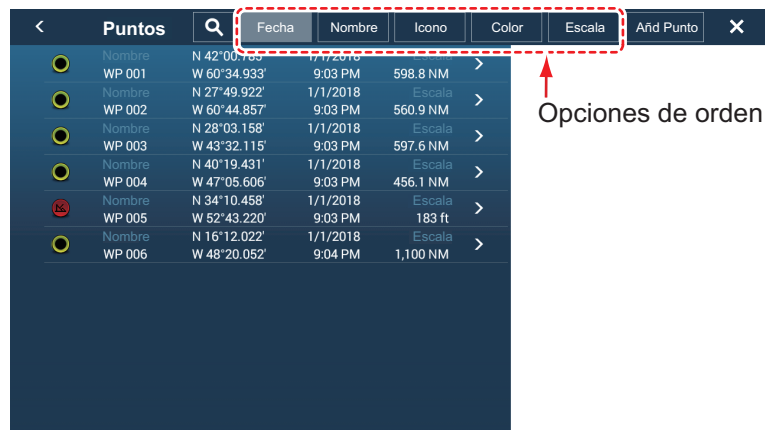 Puntos Fecha Nombre Icono Color Escala Añd Punto
Opciones de orden
Nombre N 42°00.785' 1/1/2018 Escala
WP 001 W 60°34.933' 9:03 PM 598.8 NM
Nombre N 27°49.922' 1/1/2018 Escala
WP 002 W 60°44.857' 9:03 PM 560.9 NM
Nombre N 28°03.158' 1/1/2018 Escala
WP 003 W 43°32.115' 9:03 PM 597.6 NM
Nombre N 40°19.431' 1/1/2018 Escala
WP 004 W 47°05.606' 9:03 PM 456.1 NM
Nombre N 34°10.458' 1/1/2018 Escala
WP 005 W 52°43.220' 9:03 PM 183 ft
Nombre N 16°12.022' 1/1/2018 Escala
WP 006 W 48°20.052' 9:04 PM 1,100 NM